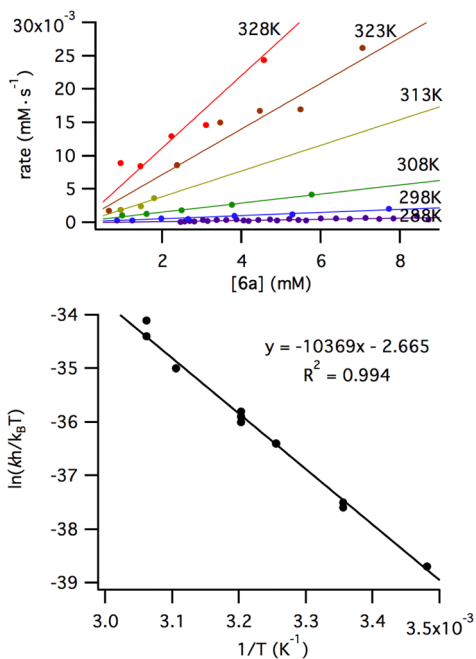 30x10⁻³
25
20
15
10
5
0
rate (mM · s⁻¹)
328K
323K
313K
308K
298K
288K
2 4 6 8
[6a] (mM)
-34
-35
-36
-37
-38
-39
ln(kh/k_BT)
y = -10369x - 2.665
R² = 0.994
3.0 3.1 3.2 3.3 3.4 3.5x10⁻³
1/T (K⁻¹)